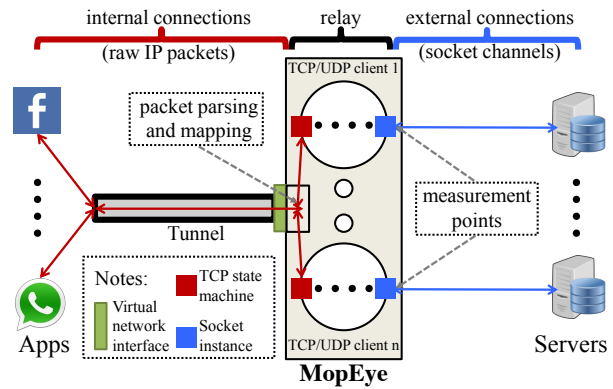 internal connections
relay
external connections
(raw IP packets)
(socket channels)
TCP/UDP client 1
packet parsing
and mapping
measurement
points
Tunnel
Notes:
TCP state
machine
Virtual
network
interface
Socket
instance
TCP/UDP client n
Apps
MopEye
Servers